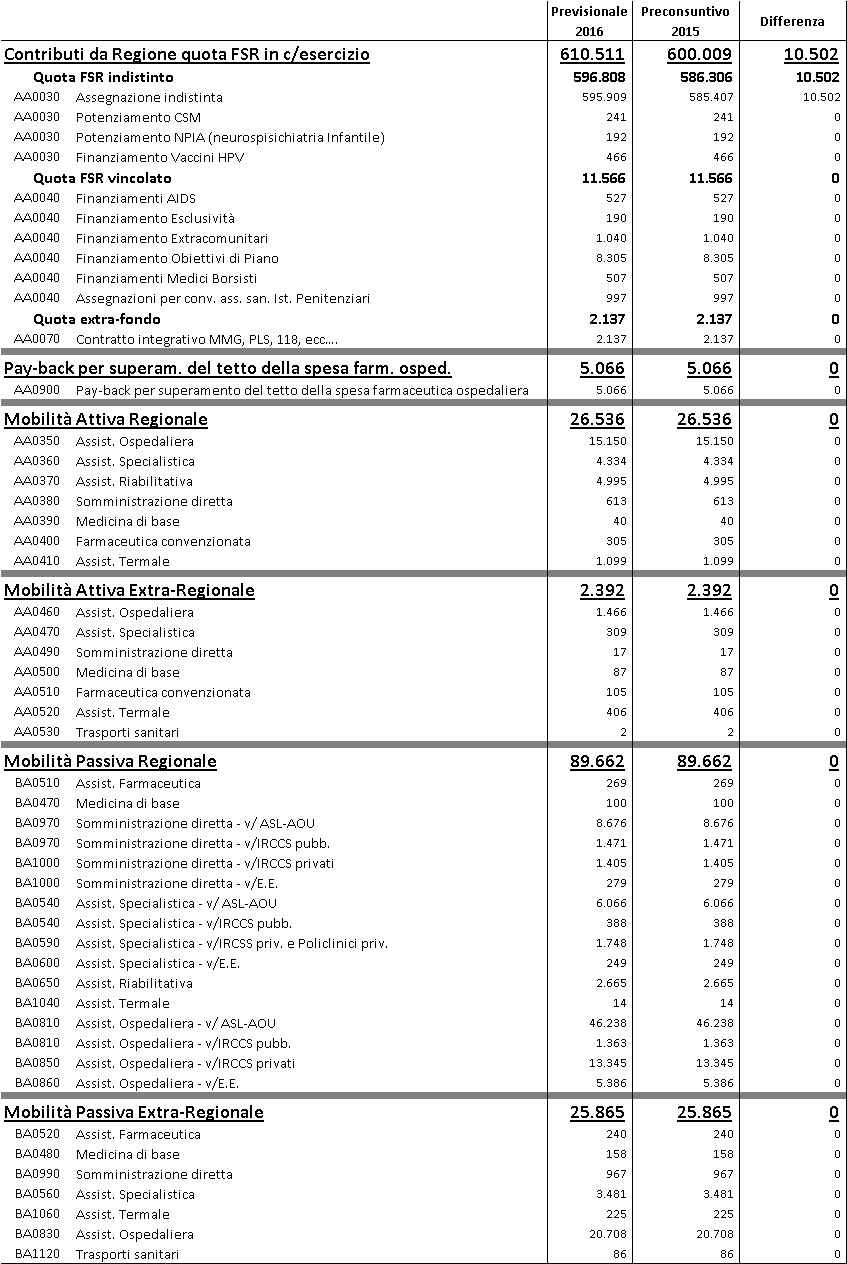 Previsionale 2016 Preconsuntivo 2015 Differenza
Contributi da Regione quota FSR in c/esercizio 610.511 600.009 10.502
Quota FSR indistinto 596.808 586.306 10.502
AA0030 Assegnazione indistinta 595.909 585.407 10.502
AA0030 Potenziamento CSM 241 241 0
AA0030 Potenziamento NPIA (neurospisichiatria Infantile) 192 192 0
AA0030 Finanziamento Vaccini HPV 466 466 0
Quota FSR vincolato 11.566 11.566 0
AA0040 Finanziamenti AIDS 527 527 0
AA0040 Finanziamento Esclusività 190 190 0
AA0040 Finanziamento Extracomunitari 1.040 1.040 0
AA0040 Finanziamento Obiettivi di Piano 8.305 8.305 0
AA0040 Finanziamenti Medici Borsisti 507 507 0
AA0040 Assegnazioni per conv. ass. san. Ist. Penitenziari 997 997 0
Quota extra-fondo 2.137 2.137 0
AA0070 Contratto integrativo MMG, PLS, 118, ecc.... 2.137 2.137 0
Pay-back per superam. del tetto della spesa farm. osped. 5.066 5.066 0
AA0900 Pay-back per superamento del tetto della spesa farmaceutica ospedaliera 5.066 5.066 0
Mobilità Attiva Regionale 26.536 26.536 0
AA0350 Assist. Ospedaliera 15.150 15.150 0
AA0360 Assist. Specialistica 4.334 4.334 0
AA0370 Assist. Riabilitativa 4.995 4.995 0
AA0380 Somministrazione diretta 613 613 0
AA0390 Medicina di base 40 40 0
AA0400 Farmaceutica convenzionata 305 305 0
AA0410 Assist. Termale 1.099 1.099 0
Mobilità Attiva Extra-Regionale 2.392 2.392 0
AA0460 Assist. Ospedaliera 1.466 1.466 0
AA0470 Assist. Specialistica 309 309 0
AA0490 Somministrazione diretta 17 17 0
AA0500 Medicina di base 87 87 0
AA0510 Farmaceutica convenzionata 105 105 0
AA0520 Assist. Termale 406 406 0
AA0530 Trasporti sanitari 2 2 0
Mobilità Passiva Regionale 89.662 89.662 0
BA0510 Assist. Farmaceutica 269 269 0
BA0470 Medicina di base 100 100 0
BA0970 Somministrazione diretta - v/ ASL-AOU 8.676 8.676 0
BA0970 Somministrazione diretta - v/IRCCS pubb. 1.471 1.471 0
BA1000 Somministrazione diretta - v/IRCCS privati 1.405 1.405 0
BA1000 Somministrazione diretta - v/E.E. 279 279 0
BA0540 Assist. Specialistica - v/ ASL-AOU 6.066 6.066 0
BA0540 Assist. Specialistica - v/IRCCS pubb. 388 388 0
BA0590 Assist. Specialistica - v/IRCSS priv. e Policlinici priv. 1.748 1.748 0
BA0600 Assist. Specialistica - v/E.E. 249 249 0
BA0650 Assist. Riabilitativa 2.665 2.665 0
BA1040 Assist. Termale 14 14 0
BA0810 Assist. Ospedaliera - v/ ASL-AOU 46.238 46.238 0
BA0810 Assist. Ospedaliera - v/IRCCS pubb. 1.363 1.363 0
BA0850 Assist. Ospedaliera - v/IRCCS privati 13.345 13.345 0
BA0860 Assist. Ospedaliera - v/E.E. 5.386 5.386 0
Mobilità Passiva Extra-Regionale 25.865 25.865 0
BA0520 Assist. Farmaceutica 240 240 0
BA0480 Medicina di base 158 158 0
BA0990 Somministrazione diretta 967 967 0
BA0560 Assist. Specialistica 3.481 3.481 0
BA1060 Assist. Termale 225 225 0
BA0830 Assist. Ospedaliera 20.708 20.708 0
BA1120 Trasporti sanitari 86 86 0